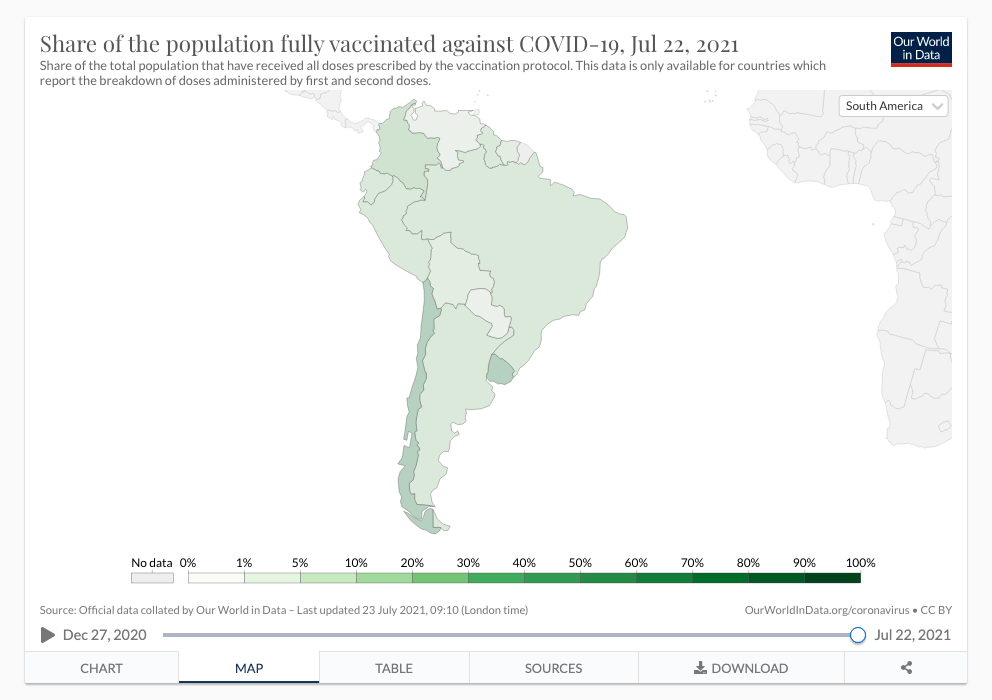 Share of the population fully vaccinated against COVID-19, Jul 22, 2021
Our World
in Data
Share of the total population that have received all doses prescribed by the vaccination protocol. This data is only available for countries which
report the breakdown of doses administered by first and second doses.
South America
No data 0% 1% 5% 10% 20% 30% 40% 50% 60% 70% 80% 90% 100%
Source: Official data collated by Our World in Data – Last updated 23 July 2021, 09:10 (London time)
OurWorldInData.org/coronavirus • CC BY
Dec 27, 2020
Jul 22, 2021
CHART MAP TABLE SOURCES DOWNLOAD